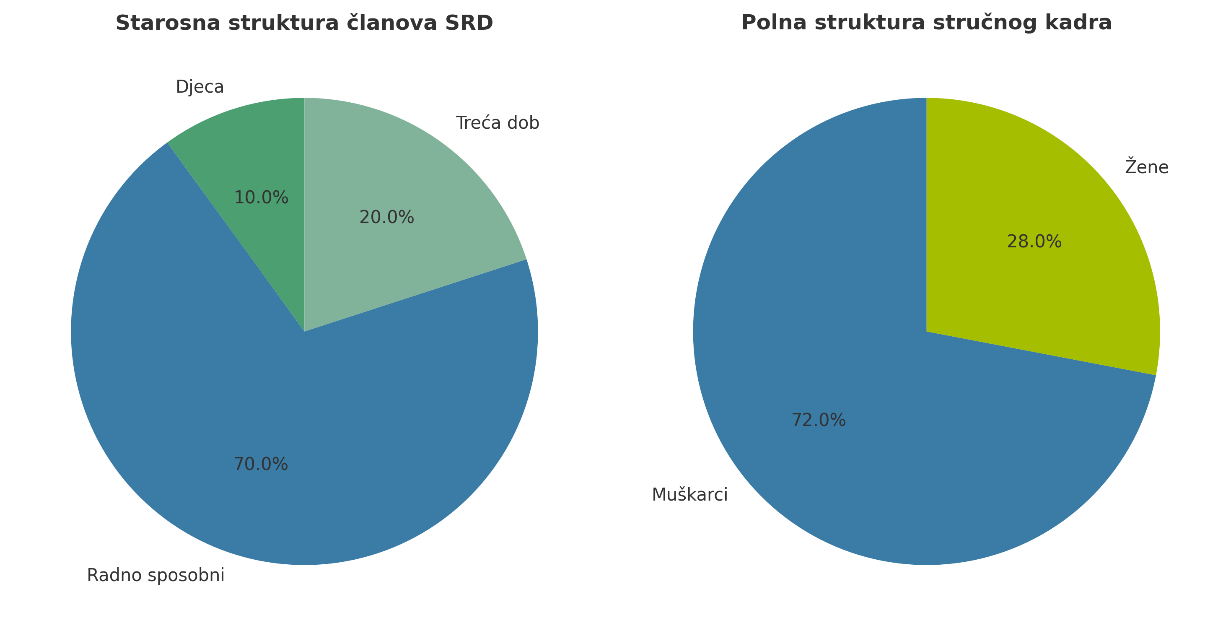 Starosna struktura članova SRD
Djeca
Treća dob
10.0%
20.0%
70.0%
Radno sposobni
Polna struktura stručnog kadra
Žene
28.0%
72.0%
Muškarci